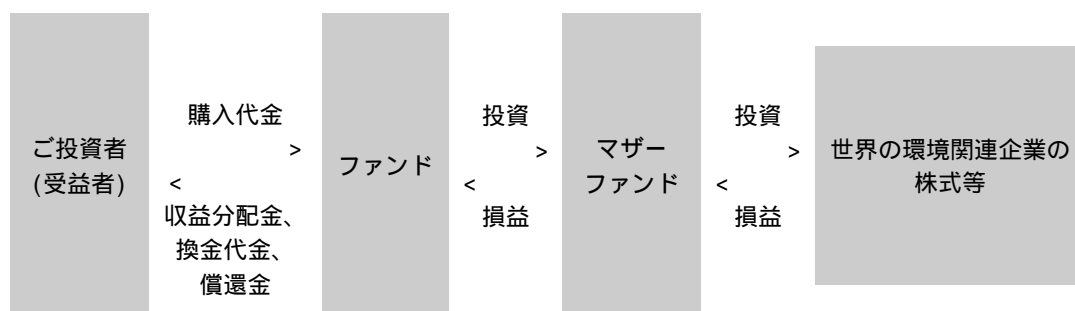 ご投資者
(受益者)
購入代金
>
<
収益分配金、
換金代金、
償還金
ファンド
投資
>
<
損益
マザー
ファンド
投資
>
<
損益
世界の環境関連企業の
株式等